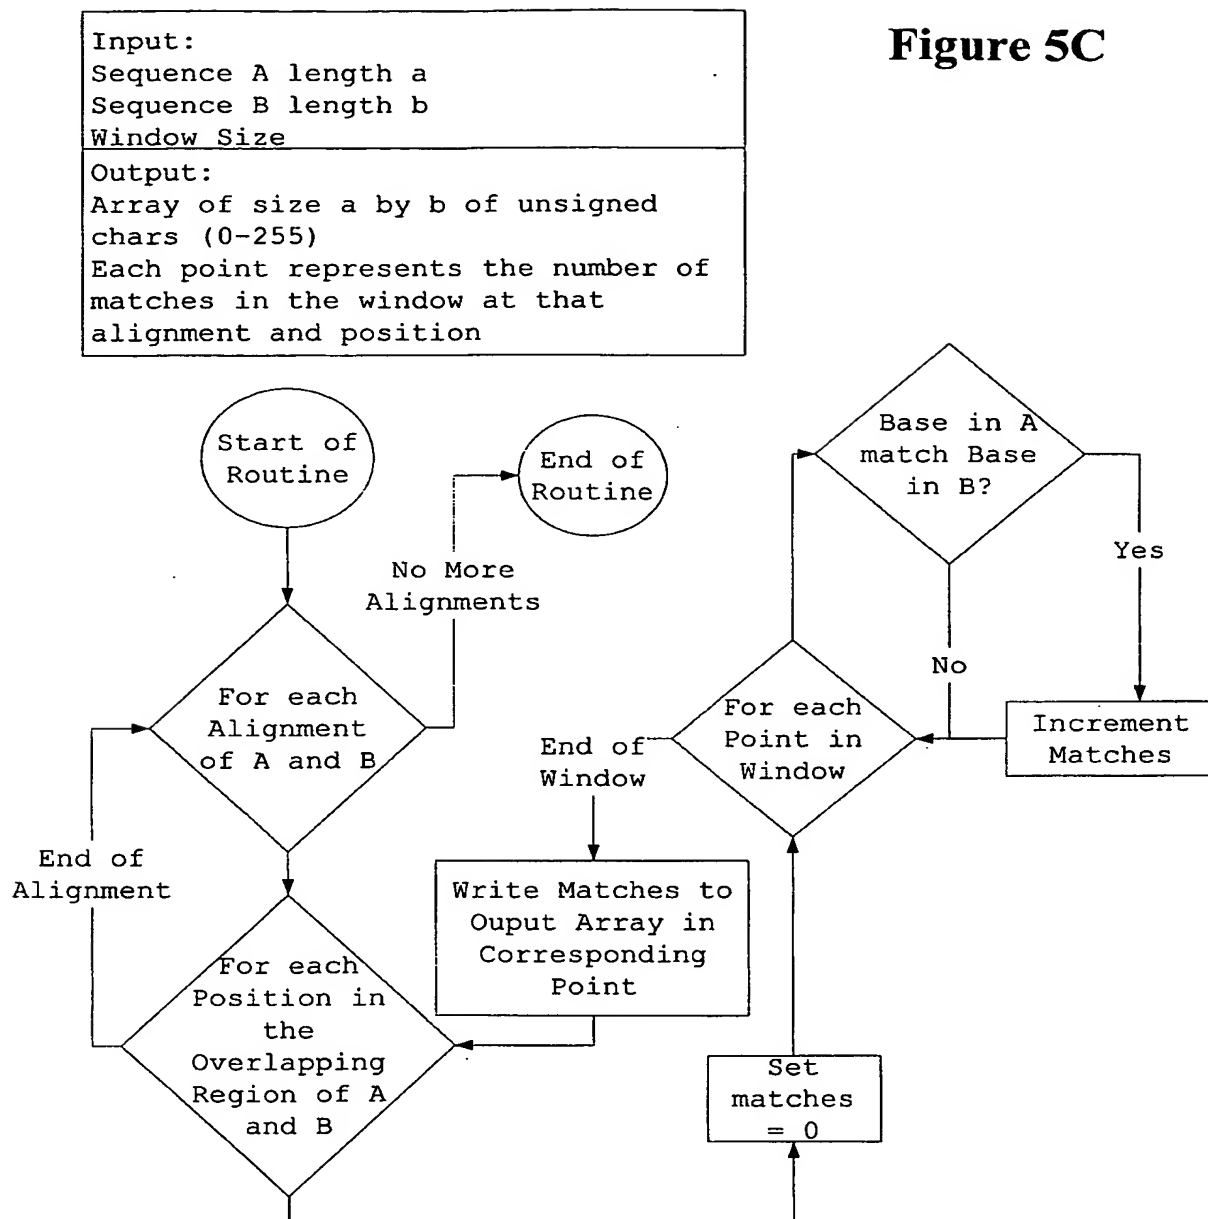 Figure 5C
Input:
Sequence A length a
Sequence B length b
Window Size
Output:
Array of size a by b of unsigned
chars (0-255)
Each point represents the number of
matches in the window at that
alignment and position
Start of
Routine
End of
Routine
No More
Alignments
For each
Alignment
of A and B
End of
Alignment
For each
Position in
the
Overlapping
Region of A
and B
Base in A
match Base
in B?
Yes
No
Increment
Matches
For each
Point in
Window
End of
Window
Write Matches to
Ouput Array in
Corresponding
Point
Set
matches
= 0